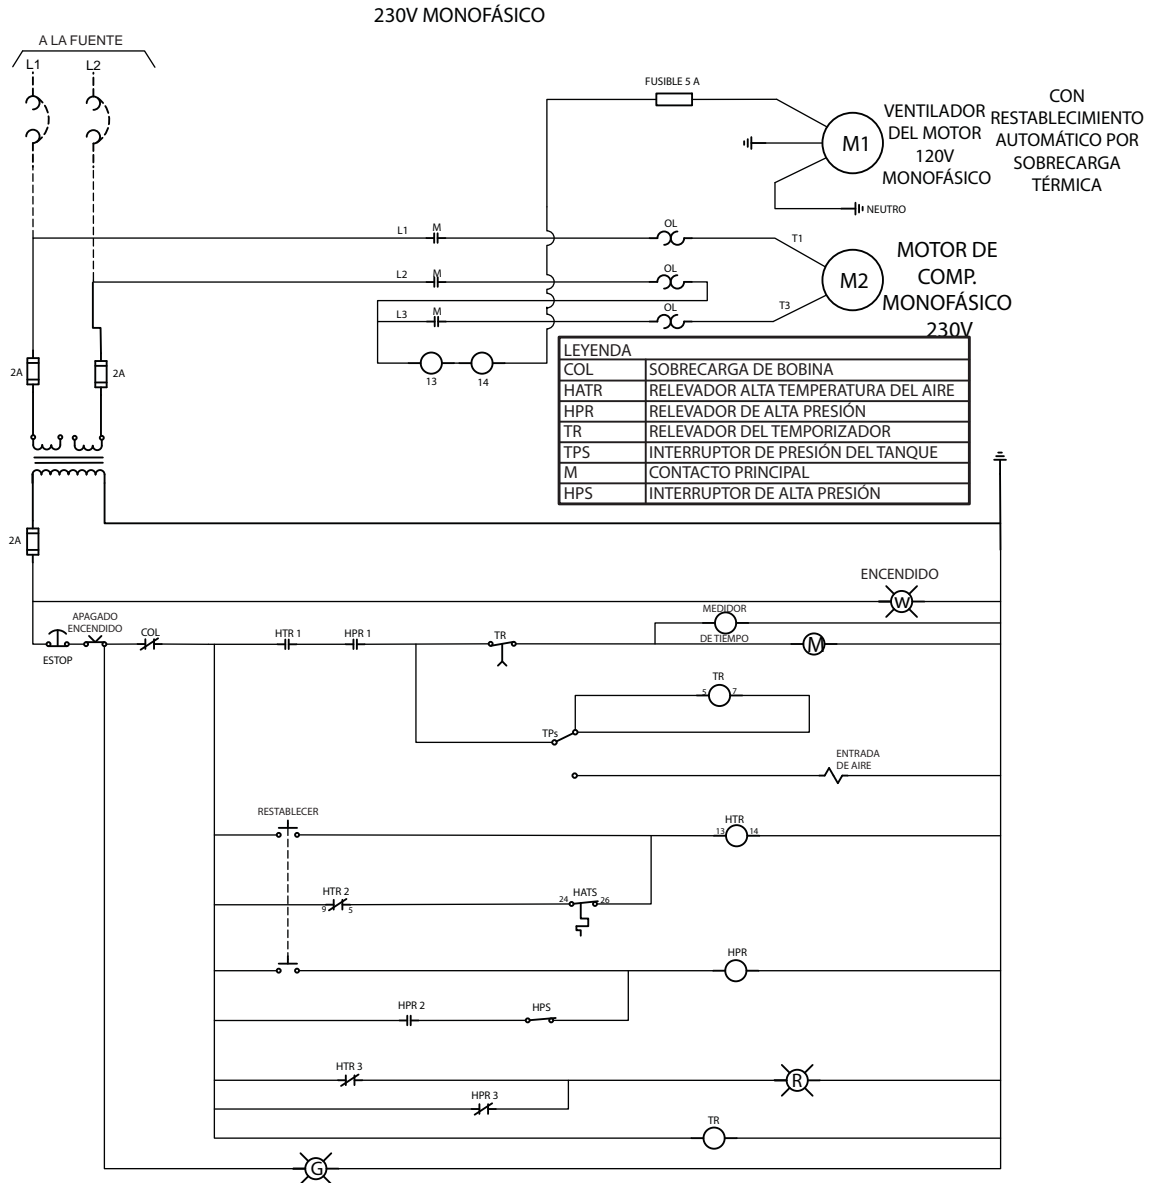 230V MONOFÁSICO
A LA FUENTE
L1
L2
FUSIBLE 5 A
M1
VENTILADOR
DEL MOTOR
120V
MONOFÁSICO
CON
RESTABLECIMIENTO
AUTOMÁTICO POR
SOBRECARGA
TÉRMICA
NEUTRO
L1
M
OL
T1
L2
M
OL
M2
MOTOR DE
COMP.
MONOFÁSICO
230V
L3
M
OL
T3
13
14
2A
2A
LEYENDA
COL SOBRECARGA DE BOBINA
HATR RELEVADOR ALTA TEMPERATURA DEL AIRE
HPR RELEVADOR DE ALTA PRESIÓN
TR RELEVADOR DEL TEMPORIZADOR
TPS INTERRUPTOR DE PRESIÓN DEL TANQUE
M CONTACTO PRINCIPAL
HPS INTERRUPTOR DE ALTA PRESIÓN
2A
ENCENDIDO
W
APAGADO
ENCENDIDO
ESTOP
COL
HTR 1
HPR 1
TR
MEDIDOR
DE TIEMPO
M
TR
5
7
TPs
ENTRADA
DE AIRE
RESTABLECER
HTR
13
14
HTR 2
9
5
HATS
24
26
HPR
HPR 2
HPS
HTR 3
R
HPR 3
TR
G